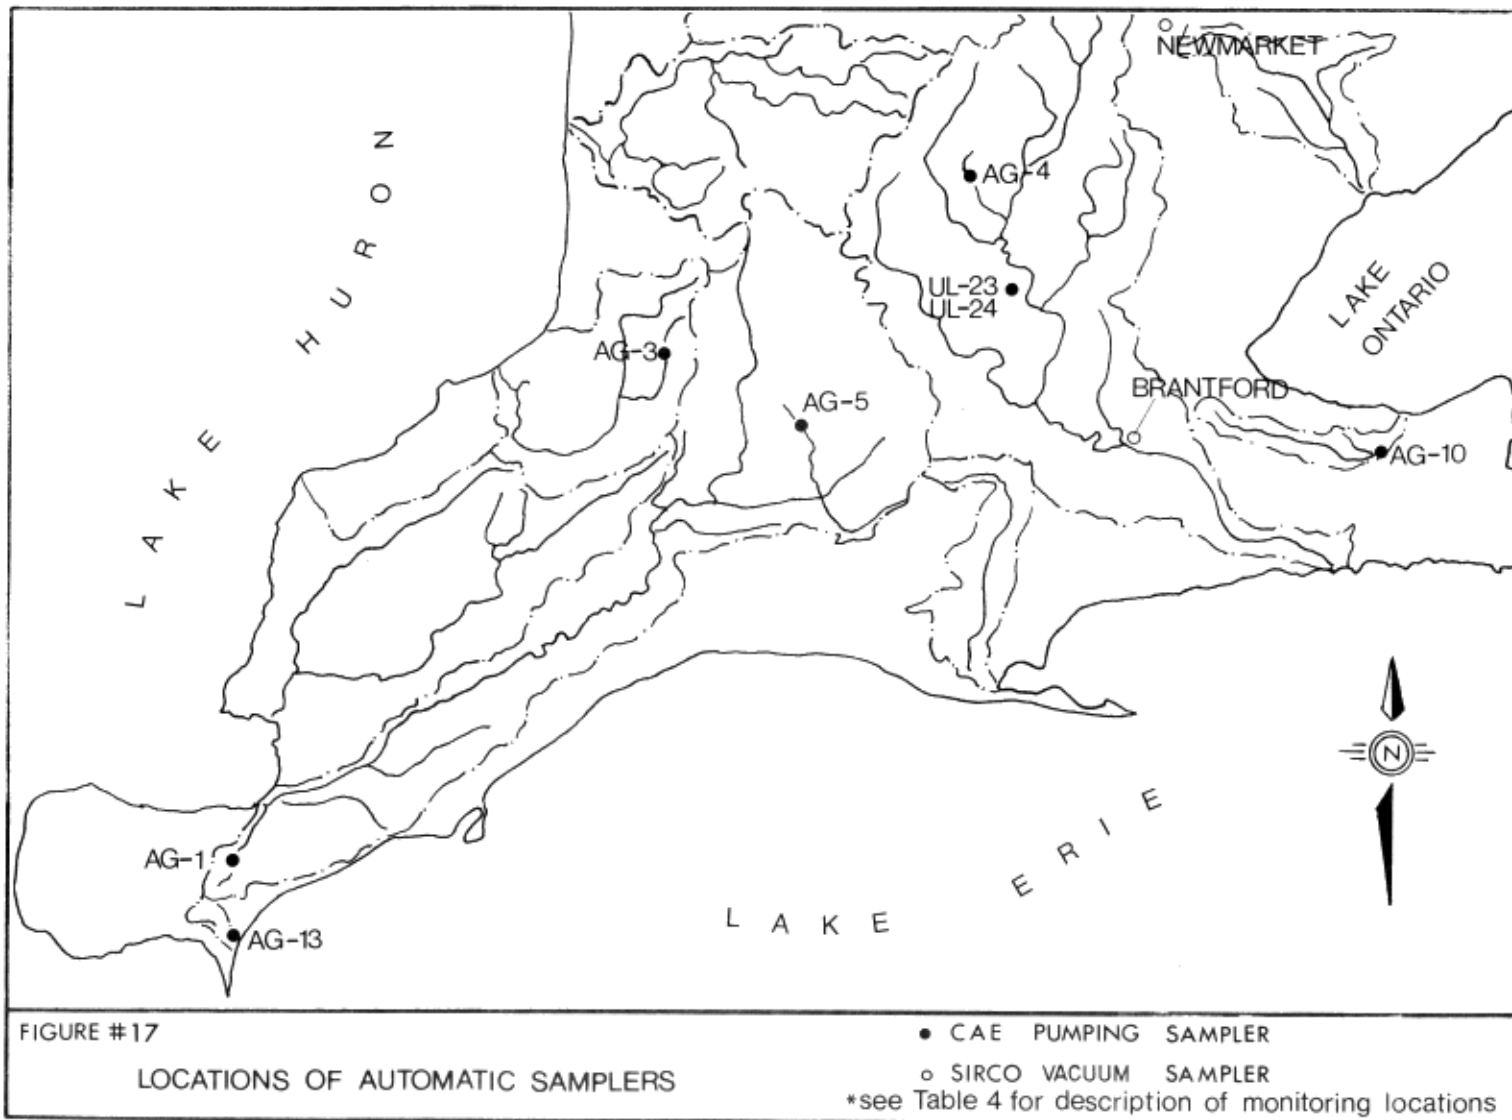 NEWMARKET
LAKE HURON
AG-4
UL-23
UL-24
LAKE
ONTARIO
AG-3
BRANTFORD
AG-5
AG-10
N
AG-1
LAKE ERIE
AG-13
FIGURE #17
LOCATIONS OF AUTOMATIC SAMPLERS
● CAE PUMPING SAMPLER
○ SIRCO VACUUM SAMPLER
*see Table 4 for description of monitoring locations